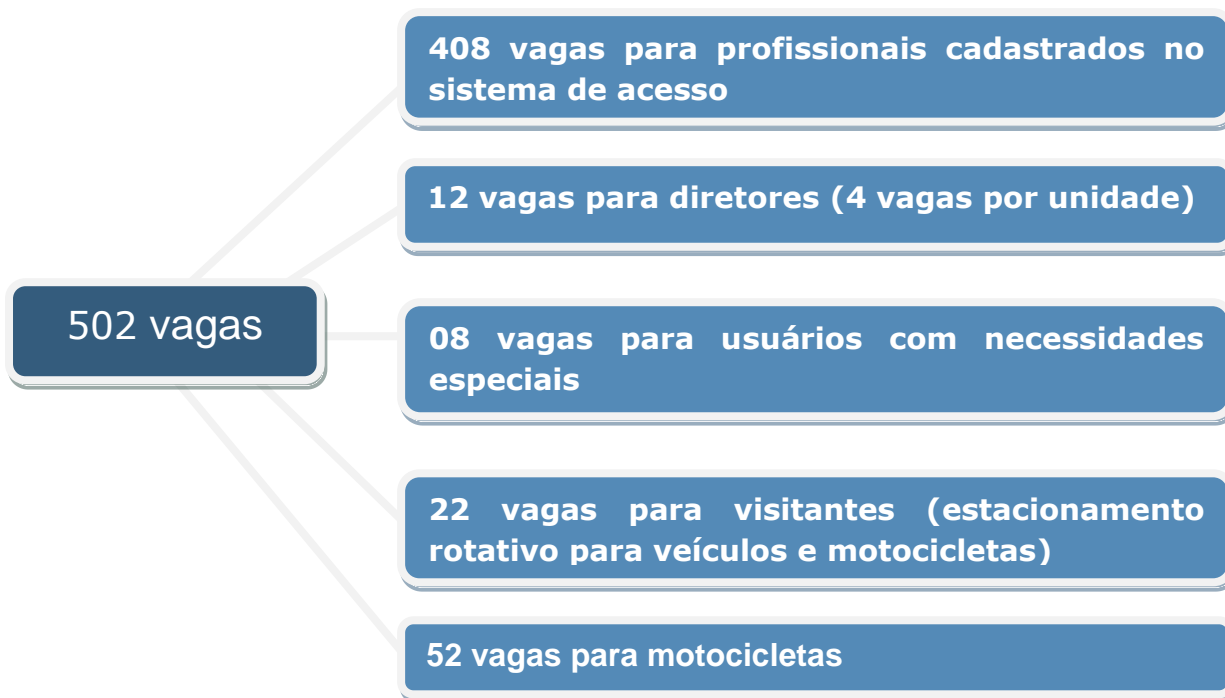 408 vagas para profissionais cadastrados no
sistema de acesso
12 vagas para diretores (4 vagas por unidade)
502 vagas
08 vagas para usuários com necessidades
especiais
22 vagas para visitantes (estacionamento
rotativo para veículos e motocicletas)
52 vagas para motocicletas